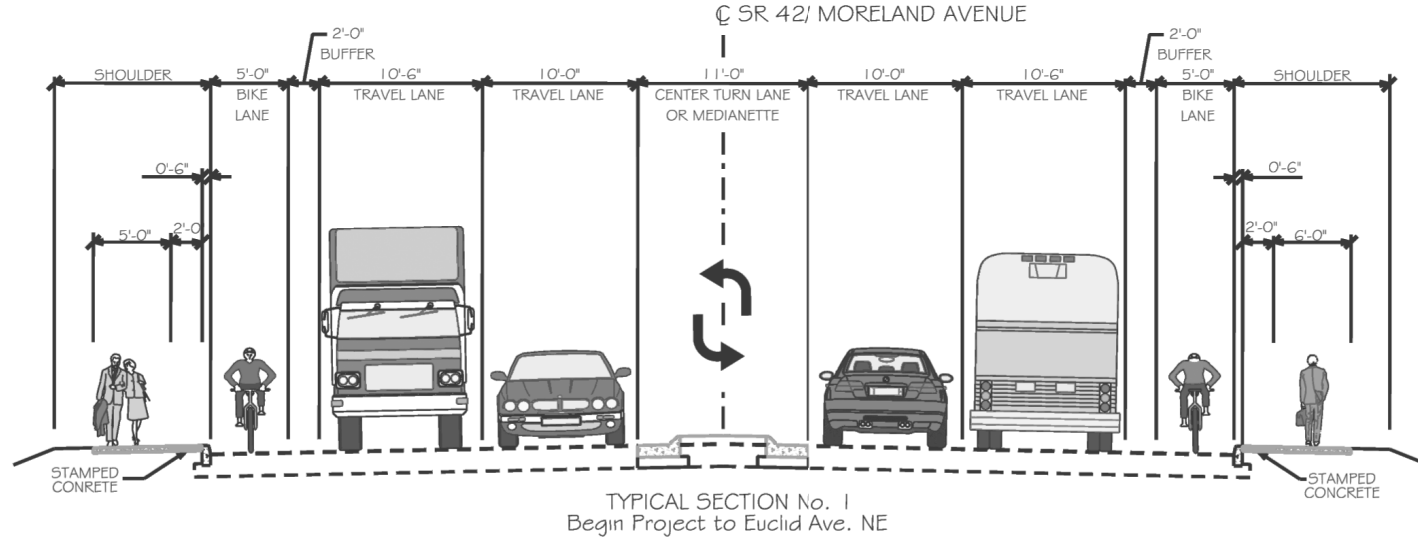 ℄ SR 42/ MORELAND AVENUE
2'-0"
BUFFER
2'-0"
BUFFER
SHOULDER
5'-0"
BIKE
LANE
10'-6"
TRAVEL LANE
10'-0"
TRAVEL LANE
11'-0"
CENTER TURN LANE
OR MEDIANETTE
10'-0"
TRAVEL LANE
10'-6"
TRAVEL LANE
5'-0"
BIKE
LANE
SHOULDER
0'-6"
0'-6"
5'-0"
2'-0"
2'-0"
6'-0"
STAMPED
CONRETE
STAMPED
CONCRETE
TYPICAL SECTION No. 1
Begin Project to Euclid Ave. NE